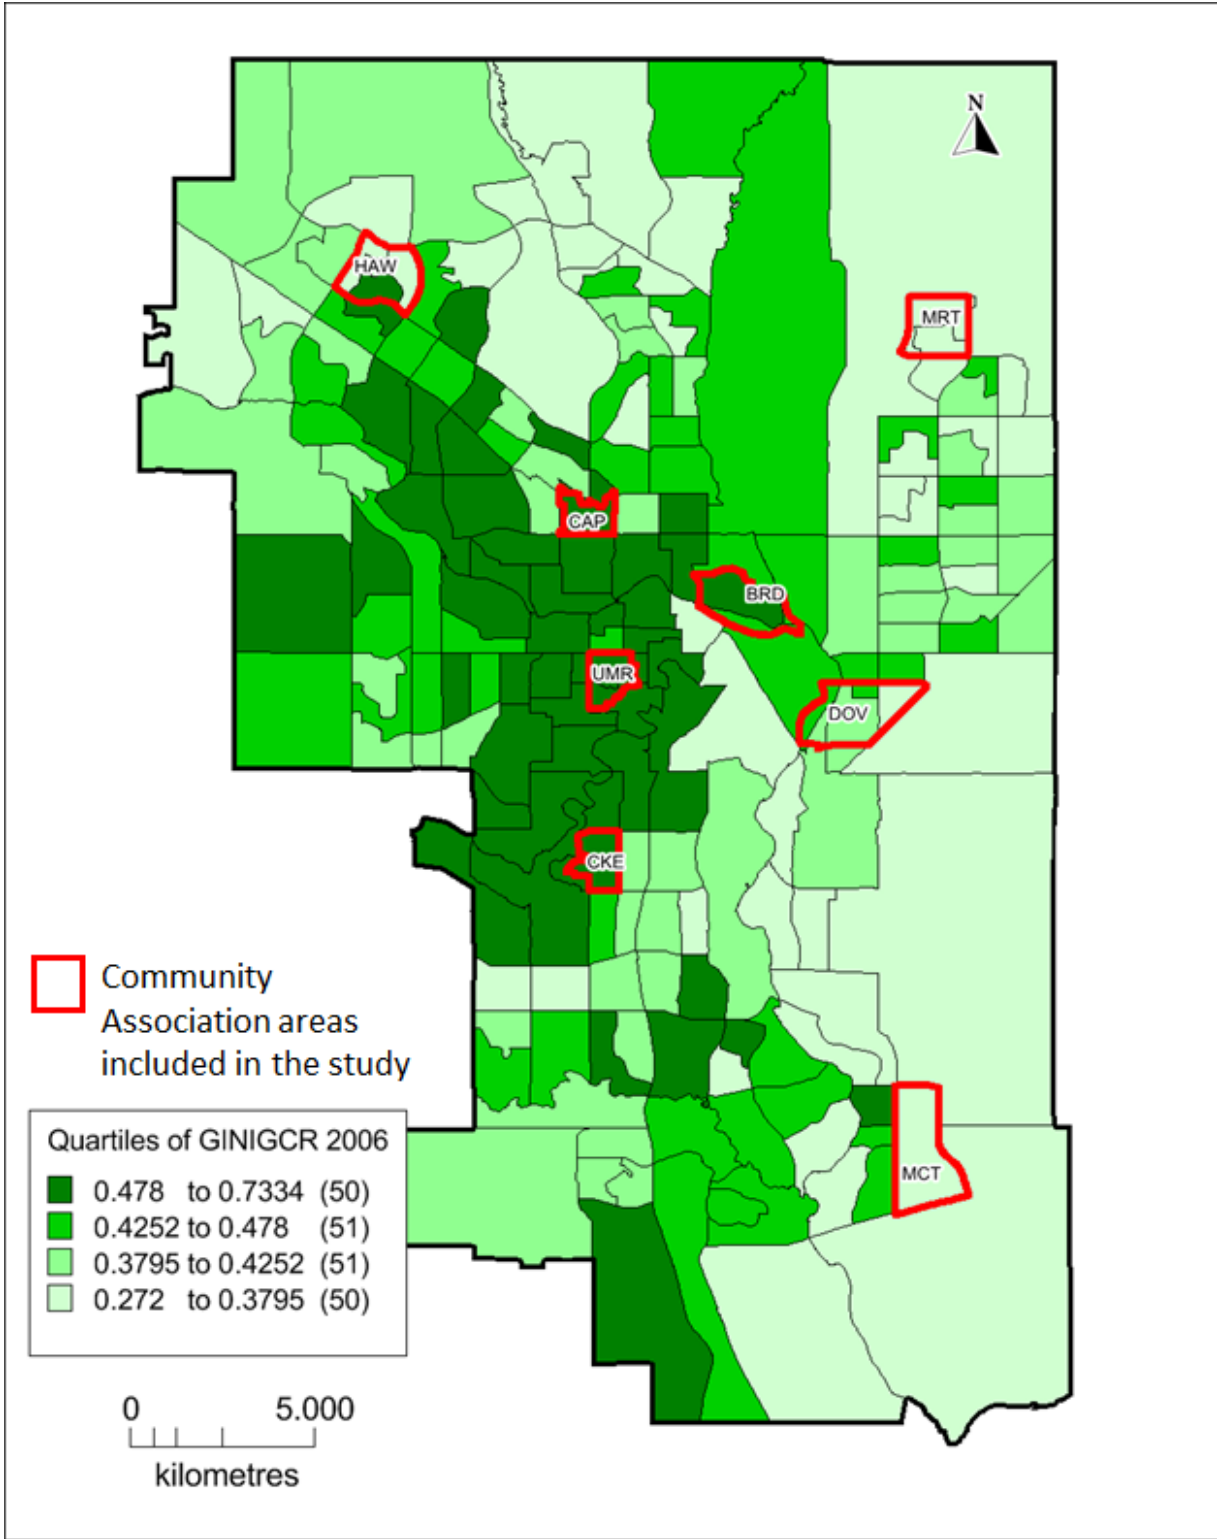 N
HAW
MRT
CAP
BRD
UMR
DOV
CKE
Community
Association areas
included in the study
MCT
Quartiles of GINIGCR 2006
0.478 to 0.7334 (50)
0.4252 to 0.478 (51)
0.3795 to 0.4252 (51)
0.272 to 0.3795 (50)
0 5.000
kilometres